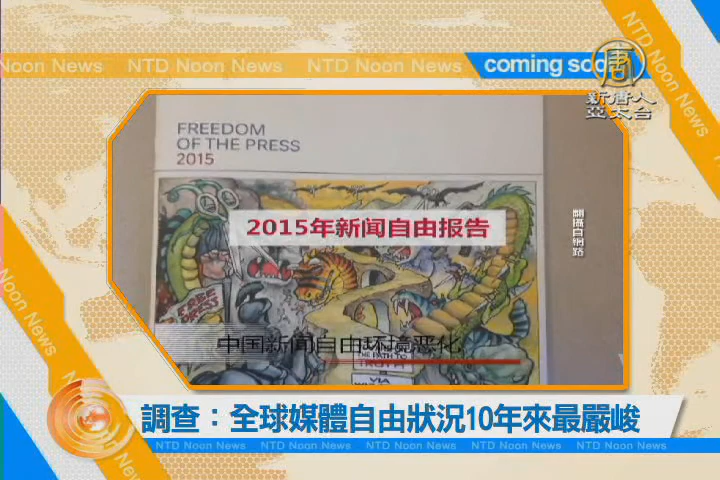 NTD Noon News
NTD Noon News
NTD Noon News
coming soon
新唐人
亞太台
NTD Noon News
FREEDOM
OF THE PRESS
2015
2015年新闻自由报告
翻攝自網路
FREE
PRESS
中国新闻自由环境恶化
THE PATH TO
TRUTH
NTD Noon News
調查：全球媒體自由狀況10年來最嚴峻
NTD Noon News
NTD Noon News
NTD Noon News
NTD Noon News
NTD Noon News